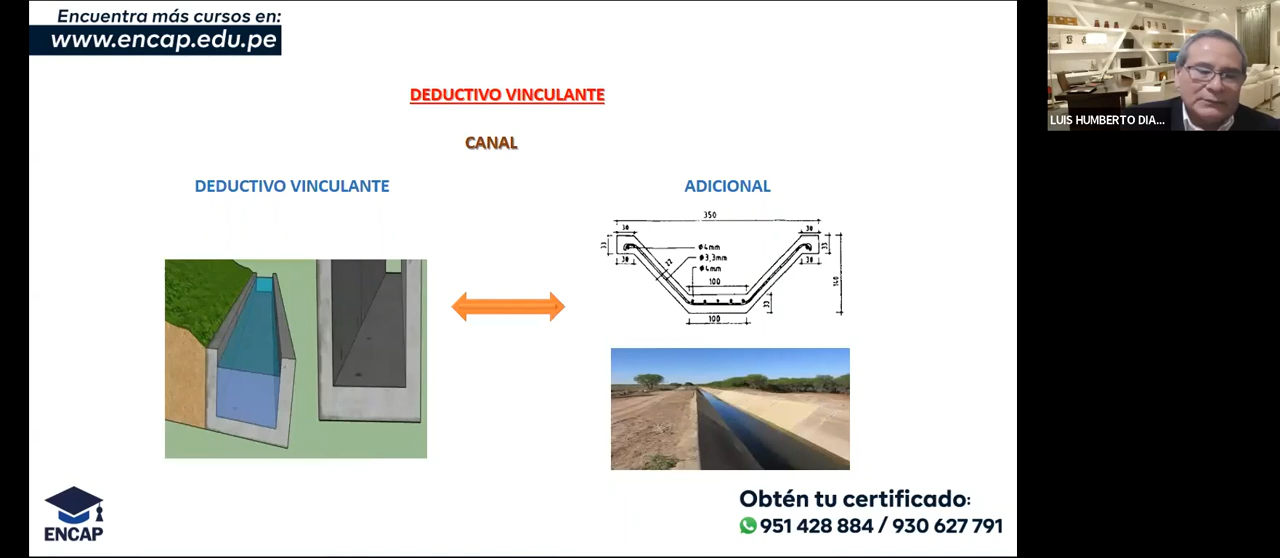 Encuentra más cursos en:
www.encap.edu.pe
LUIS HUMBERTO DIA...
DEDUCTIVO VINCULANTE
CANAL
DEDUCTIVO VINCULANTE
ADICIONAL
350
30
30
33
33
30
30
Φ4mm
Φ3,3mm
Φ4mm
22
100
33
140
100
ENCAP
Obtén tu certificado:
951 428 884 / 930 627 791